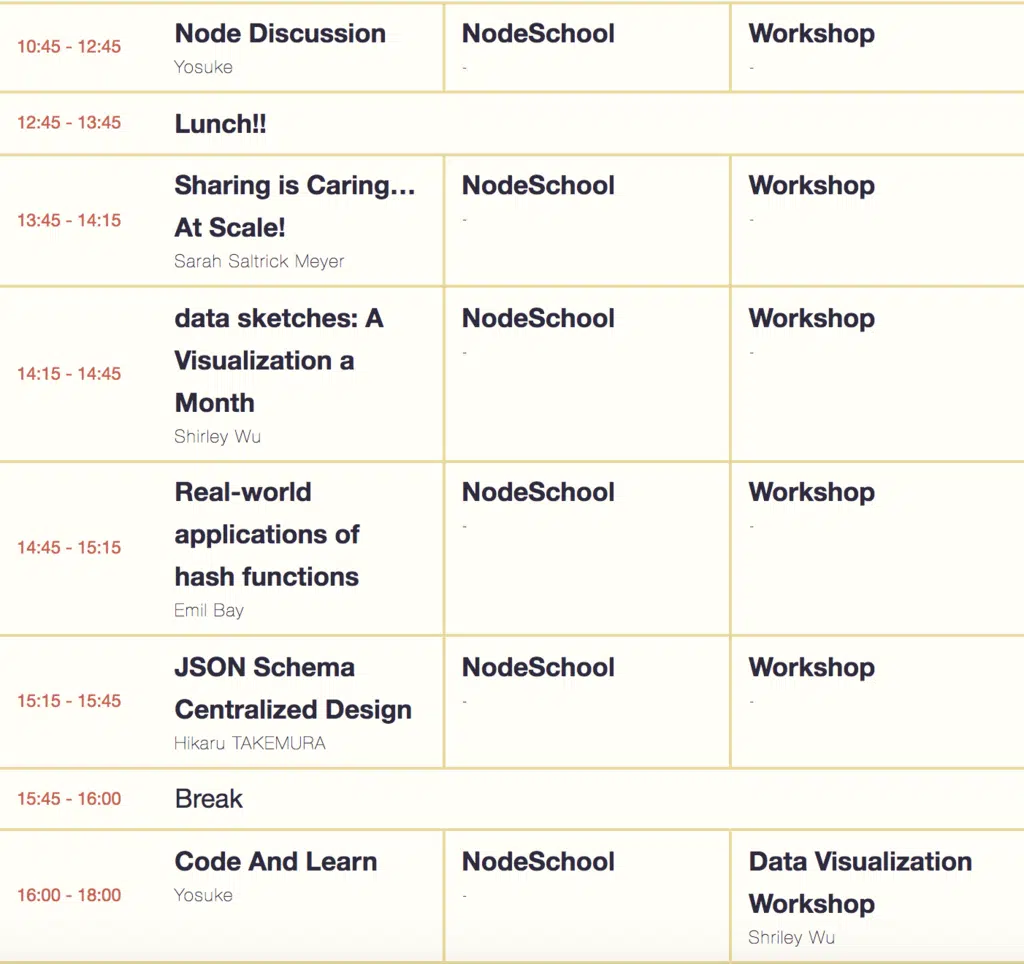 10:45 - 12:45
Node Discussion
Yosuke
NodeSchool
-
Workshop
-
12:45 - 13:45
Lunch!!
13:45 - 14:15
Sharing is Caring...
At Scale!
Sarah Saltrick Meyer
NodeSchool
-
Workshop
-
14:15 - 14:45
data sketches: A
Visualization a
Month
Shirley Wu
NodeSchool
-
Workshop
-
14:45 - 15:15
Real-world
applications of
hash functions
Emil Bay
NodeSchool
-
Workshop
-
15:15 - 15:45
JSON Schema
Centralized Design
Hikaru TAKEMURA
NodeSchool
-
Workshop
-
15:45 - 16:00
Break
16:00 - 18:00
Code And Learn
Yosuke
NodeSchool
-
Data Visualization
Workshop
Shriley Wu